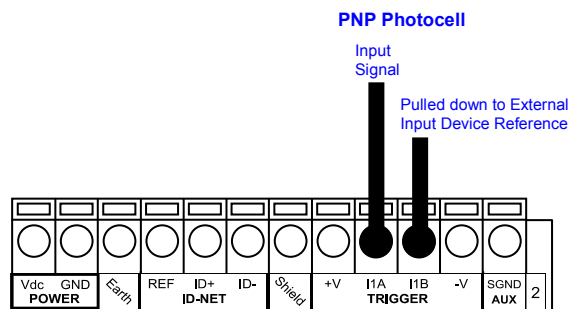 PNP Photocell
Input
Signal
Pulled down to External
Input Device Reference
Vdc GND Earth REF ID+ ID- Shield +V I1A I1B -V SGND 2
POWER ID-NET TRIGGER AUX